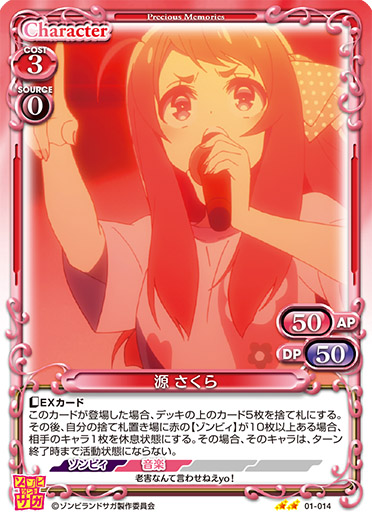 Precious Memories
Character
COST
3
SOURCE
0
50 AP
DP 50
源 さくら
EXカード
このカードが登場した場合、デッキの上のカード5枚を捨て札にする。
その後、自分の捨て札置き場に赤の【ゾンビィ】が10枚以上ある場合、
相手のキャラ1枚を休息状態にする。その場合、そのキャラは、ターン
終了時まで活動状態にならない。
ゾンビィ 音楽
老害なんて言わせねえyo!
ゾンビランドサガ
©ゾンビランドサガ製作委員会
01-014